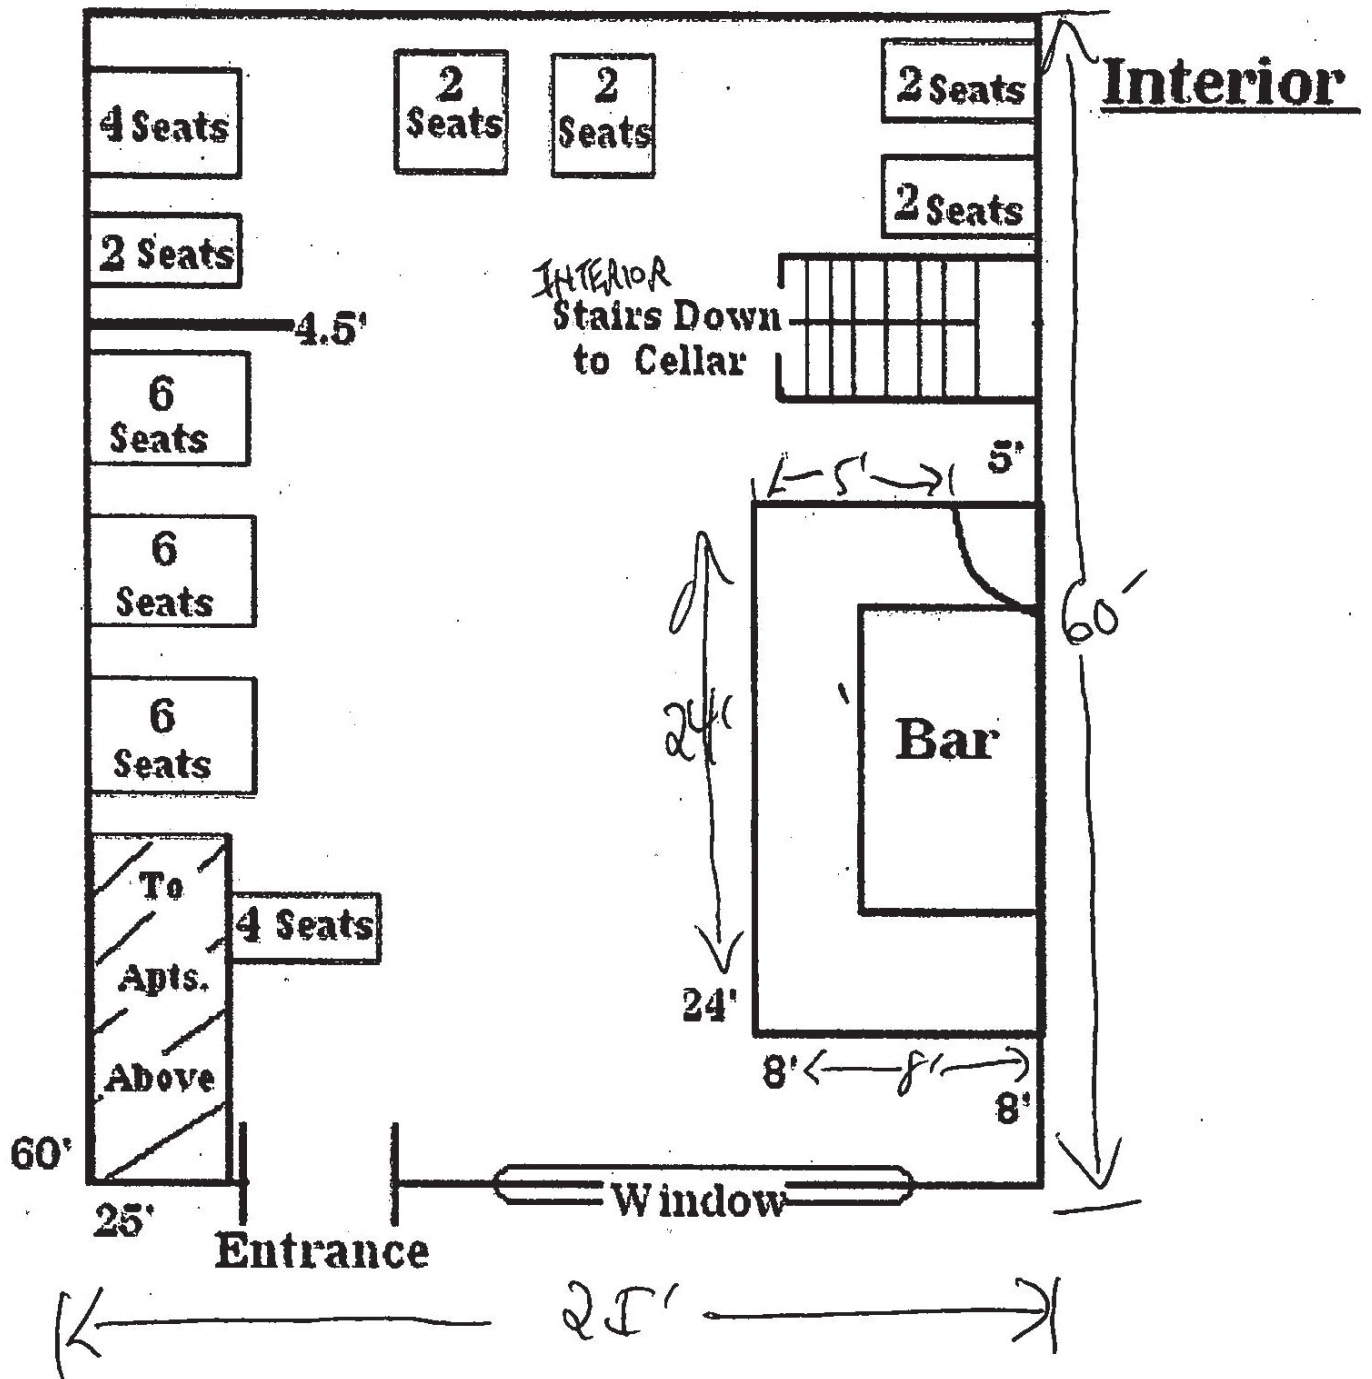 Interior
4 Seats
2
Seats
2
Seats
2 Seats
2 Seats
2 Seats
4.5'
INTERIOR
Stairs Down
to Cellar
6
Seats
5'
5'
6
Seats
60'
24'
6
Seats
Bar
To
Apts.
Above
4 Seats
24'
8'
8'
8'
60'
25'
Window
Entrance
25'